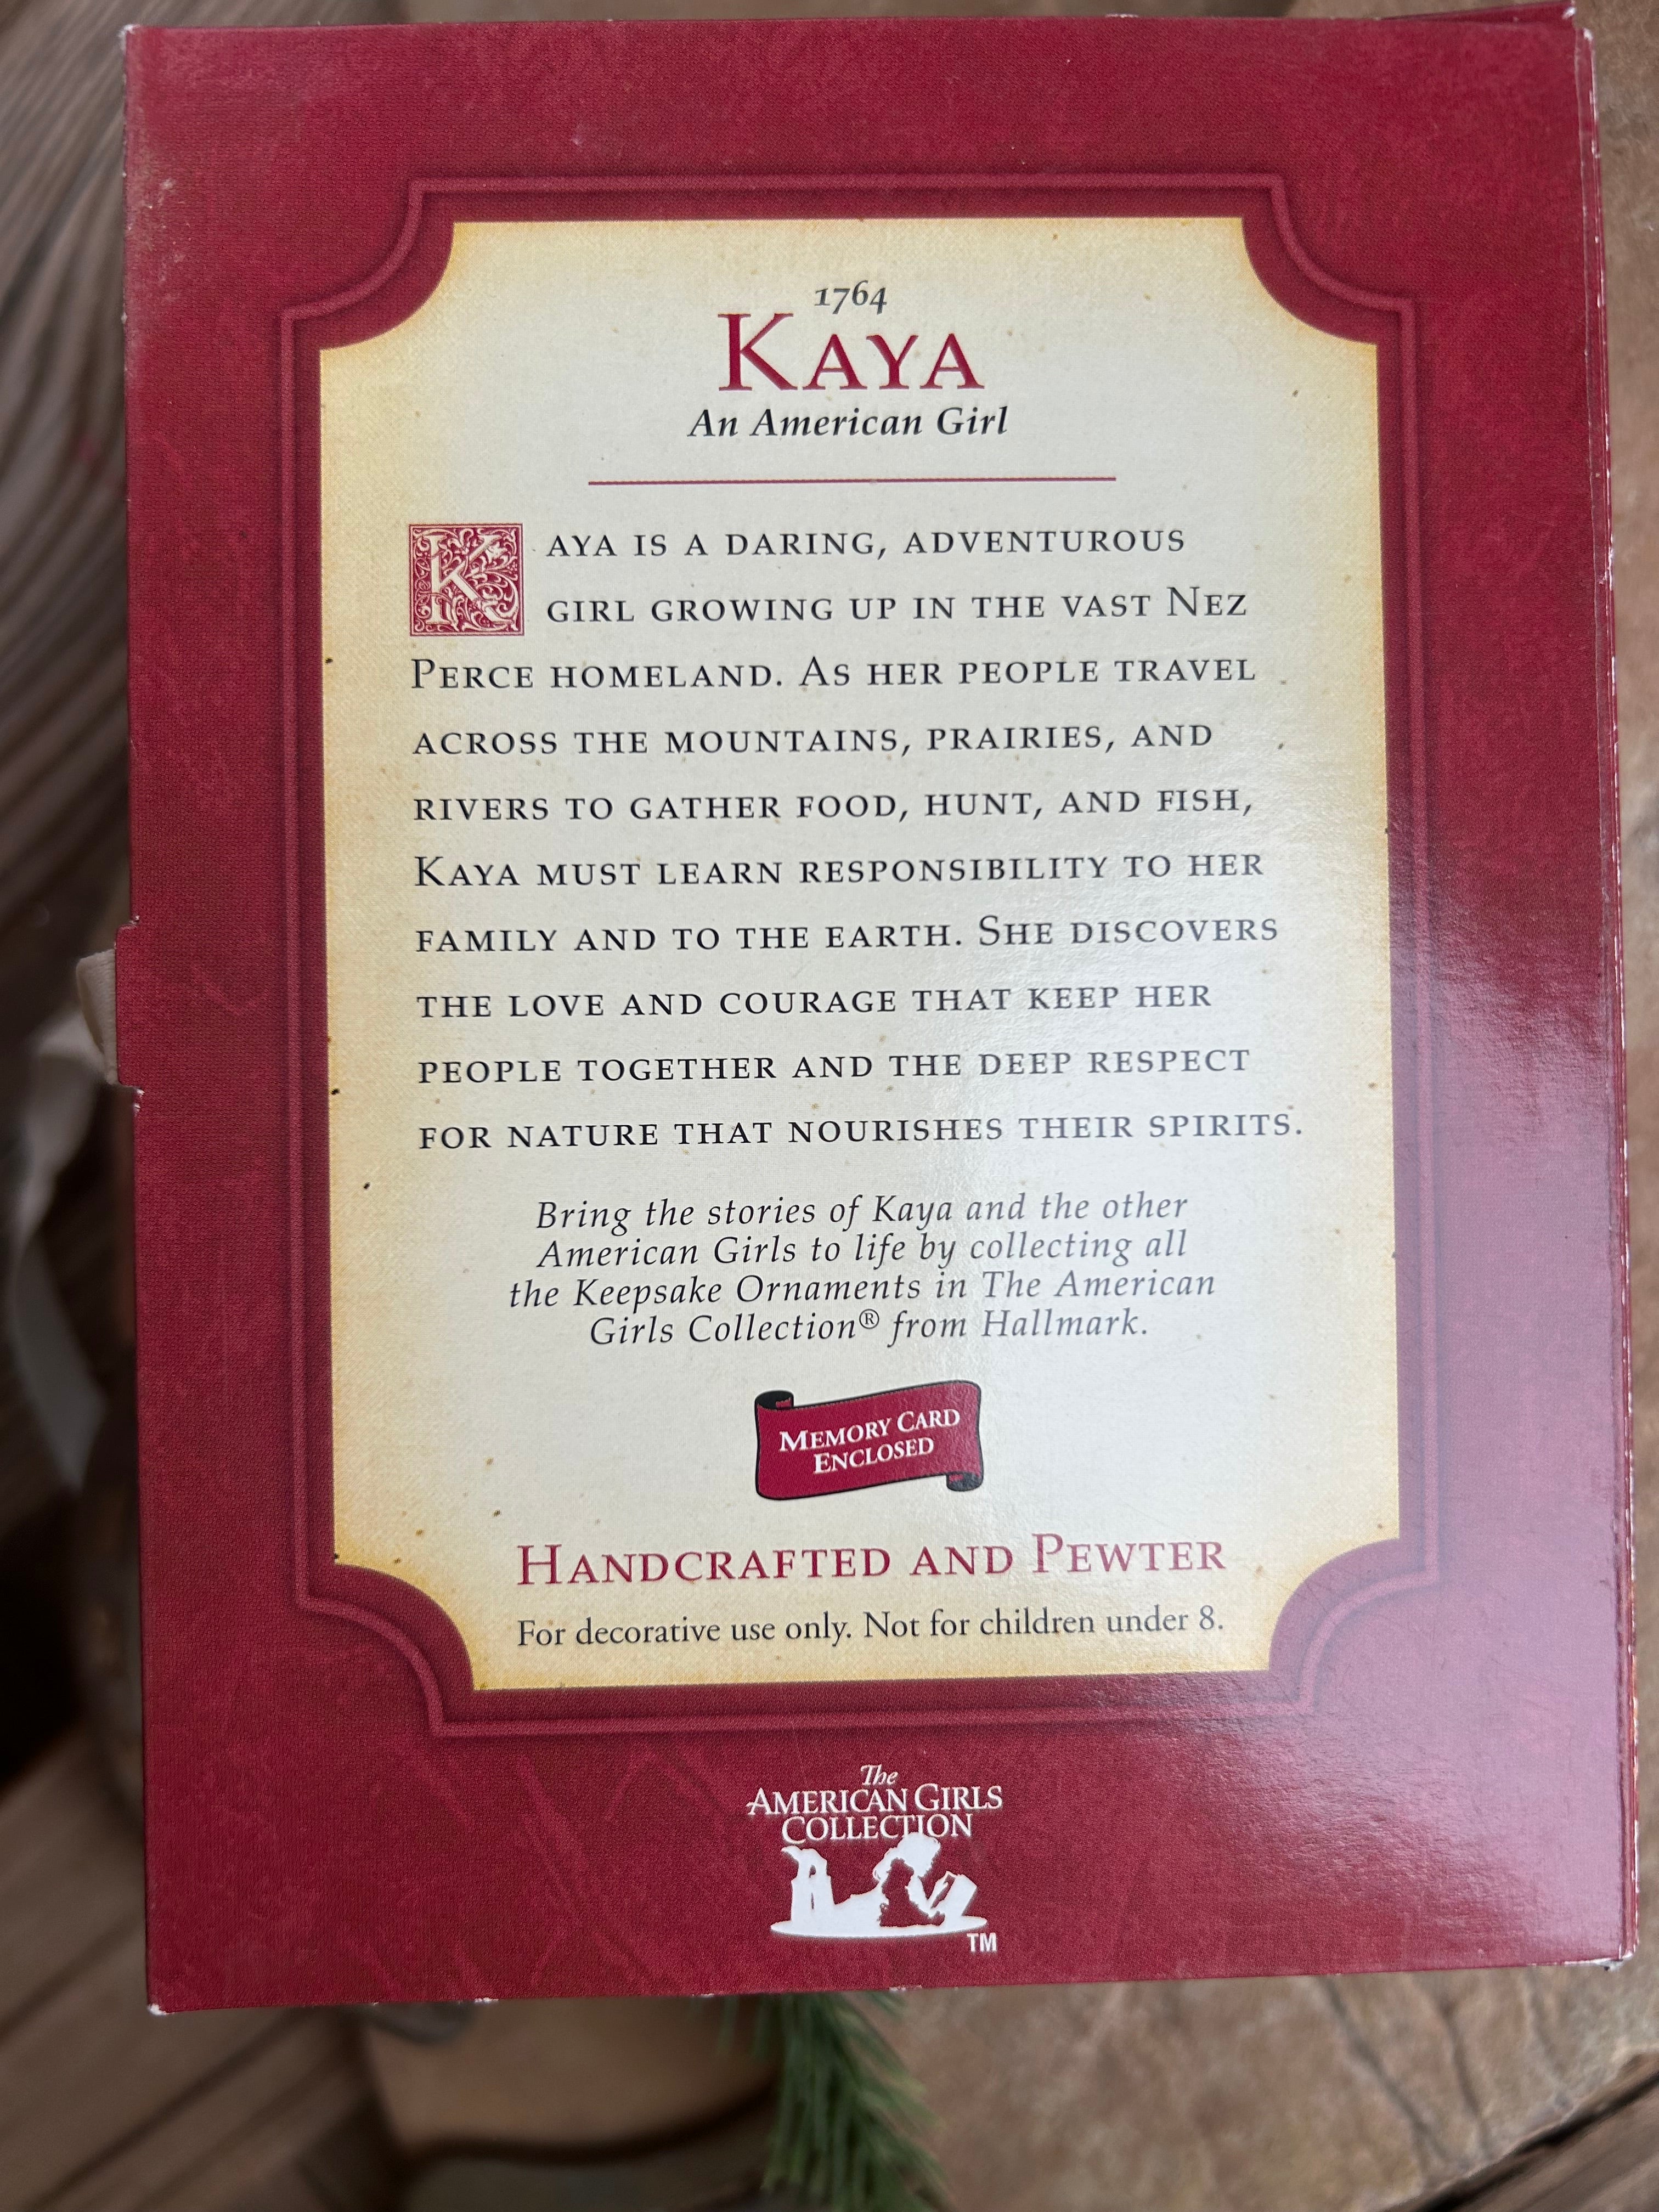 1764
KAYA
An American Girl
KAYA IS A DARING, ADVENTUROUS
GIRL GROWING UP IN THE VAST NEZ
PERCE HOMELAND. AS HER PEOPLE TRAVEL
ACROSS THE MOUNTAINS, PRAIRIES, AND
RIVERS TO GATHER FOOD, HUNT, AND FISH,
KAYA MUST LEARN RESPONSIBILITY TO HER
FAMILY AND TO THE EARTH. SHE DISCOVERS
THE LOVE AND COURAGE THAT KEEP HER
PEOPLE TOGETHER AND THE DEEP RESPECT
FOR NATURE THAT NOURISHES THEIR SPIRITS.
Bring the stories of Kaya and the other
American Girls to life by collecting all
the Keepsake Ornaments in The American
Girls Collection® from Hallmark.
MEMORY CARD
ENCLOSED
HANDCRAFTED AND PEWTER
For decorative use only. Not for children under 8.
The
AMERICAN GIRLS
COLLECTION
TM